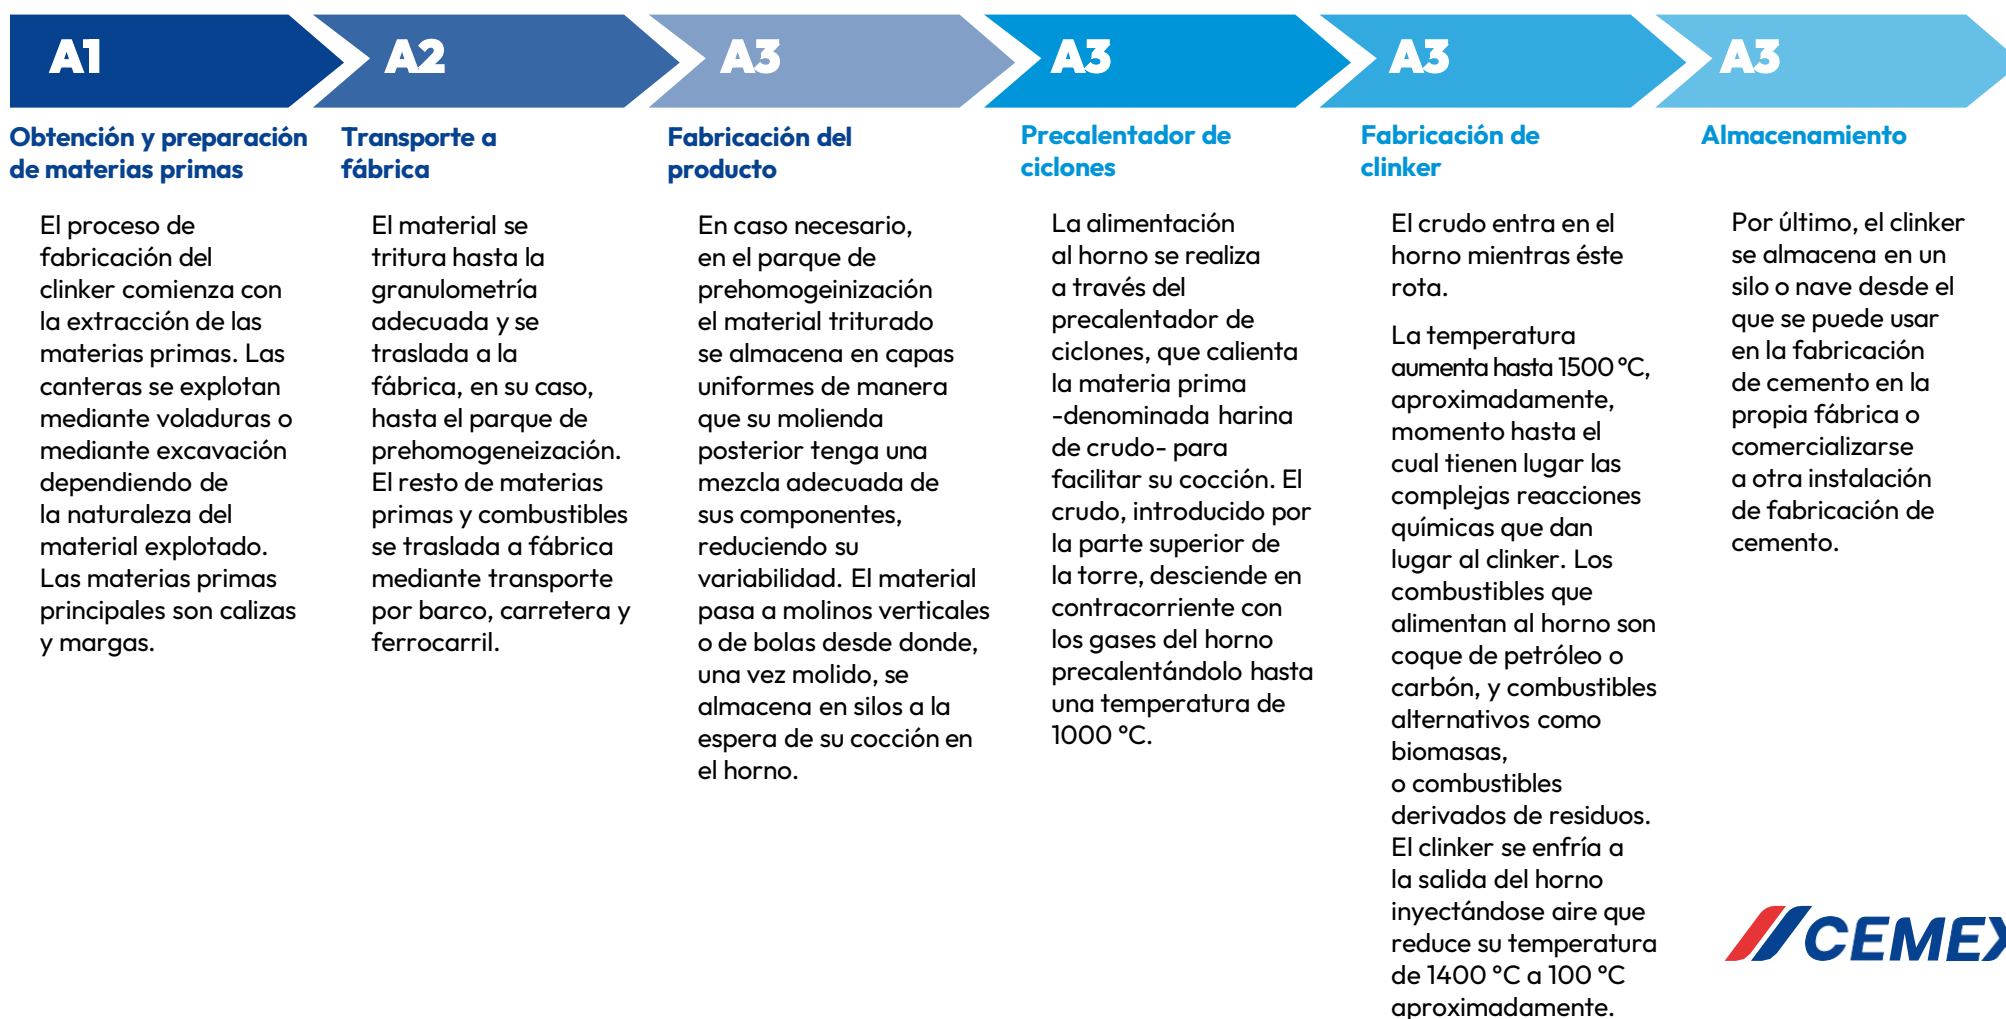 A1
A2
A3
A3
A3
A3
Obtención y preparación
de materias primas
El proceso de
fabricación del
clinker comienza con
la extracción de las
materias primas. Las
canteras se explotan
mediante voladuras o
mediante excavación
dependiendo de
la naturaleza del
material explotado.
Las materias primas
principales son calizas
y margas.
Transporte a
fábrica
El material se
tritura hasta la
granulometría
adecuada y se
traslada a la
fábrica, en su caso,
hasta el parque de
prehomogeneización.
El resto de materias
primas y combustibles
se traslada a fábrica
mediante transporte
por barco, carretera y
ferrocarril.
Fabricación del
producto
En caso necesario,
en el parque de
prehomogeinización
el material triturado
se almacena en capas
uniformes de manera
que su molienda
posterior tenga una
mezcla adecuada de
sus componentes,
reduciendo su
variabilidad. El material
pasa a molinos verticales
o de bolas desde donde,
una vez molido, se
almacena en silos a la
espera de su cocción en
el horno.
Precalentador de
ciclones
La alimentación
al horno se realiza
a través del
precalentador de
ciclones, que calienta
la materia prima
-denominada harina
de crudo- para
facilitar su cocción. El
crudo, introducido por
la parte superior de
la torre, desciende en
contracorriente con
los gases del horno
precalentándolo hasta
una temperatura de
1000 °C.
Fabricación de
clinker
El crudo entra en el
horno mientras éste
rota.
La temperatura
aumenta hasta 1500 °C,
aproximadamente,
momento hasta el
cual tienen lugar las
complejas reacciones
químicas que dan
lugar al clinker. Los
combustibles que
alimentan al horno son
coque de petróleo o
carbón, y combustibles
alternativos como
biomasas,
o combustibles
derivados de residuos.
El clinker se enfría a
la salida del horno
inyectándose aire que
reduce su temperatura
de 1400 °C a 100 °C
aproximadamente.
Almacenamiento
Por último, el clinker
se almacena en un
silo o nave desde el
que se puede usar
en la fabricación
de cemento en la
propia fábrica o
comercializarse
a otra instalación
de fabricación de
cemento.
CEMEX